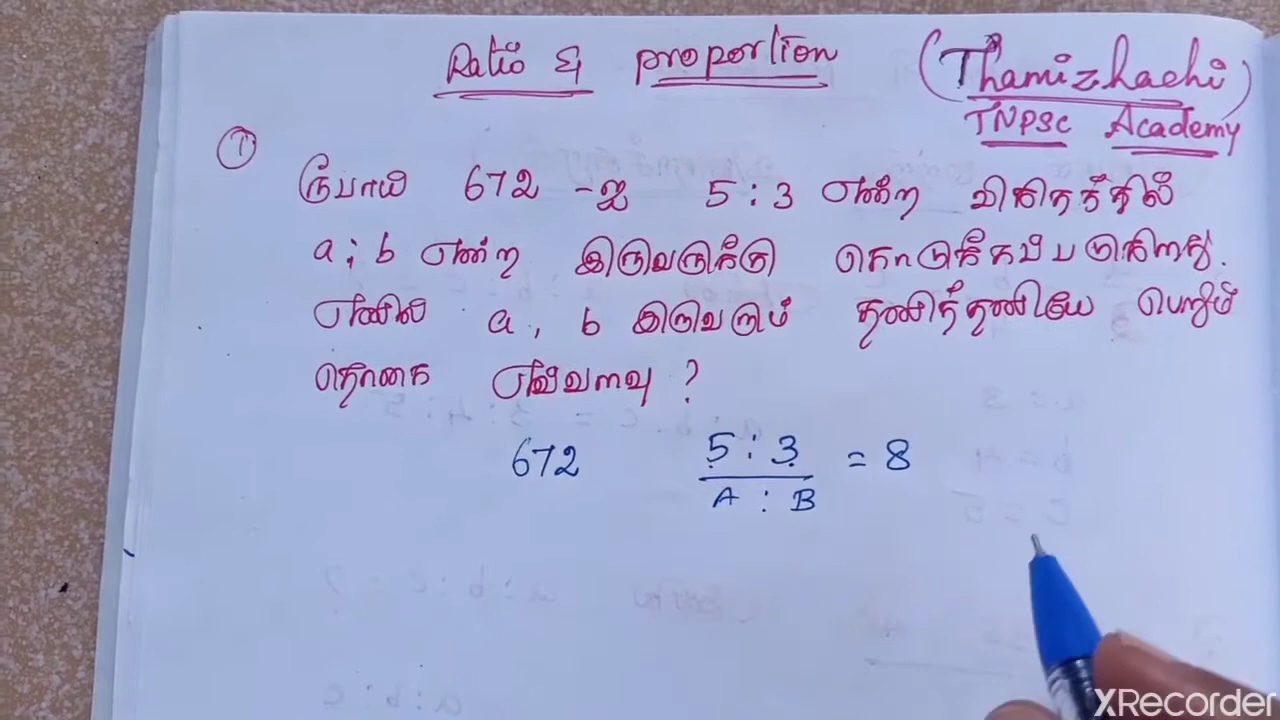 Ratio & proportion
(Thamizhachi)
TNPSC Academy
①
ரூபாய் 672 -ஐ 5 : 3 என்ற விகிதத்தில்
a ; b என்ற இருவருக்கு கொடுக்கப்படுகிறது.
எனில் a , b இருவரும் தனித்தனியே பெறும்
தொகை எவ்வளவு ?
672 5 : 3 = 8
A : B
XRecorder